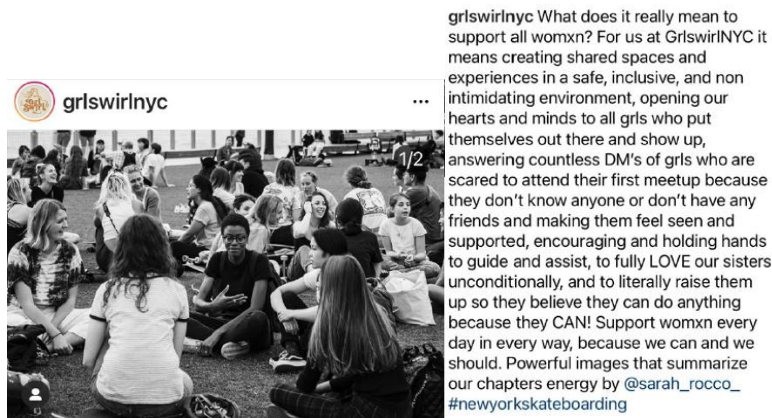 grlswirlnyc
1/2
grlswirlnyc What does it really mean to
support all womxn? For us at GrlswirlNYC it
means creating shared spaces and
experiences in a safe, inclusive, and non
intimidating environment, opening our
hearts and minds to all grls who put
themselves out there and show up,
answering countless DM's of grls who are
scared to attend their first meetup because
they don't know anyone or don't have any
friends and making them feel seen and
supported, encouraging and holding hands
to guide and assist, to fully LOVE our sisters
unconditionally, and to literally raise them
up so they believe they can do anything
because they CAN! Support womxn every
day in every way, because we can and we
should. Powerful images that summarize
our chapters energy by @sarah_rocco_
#newyorkskateboarding